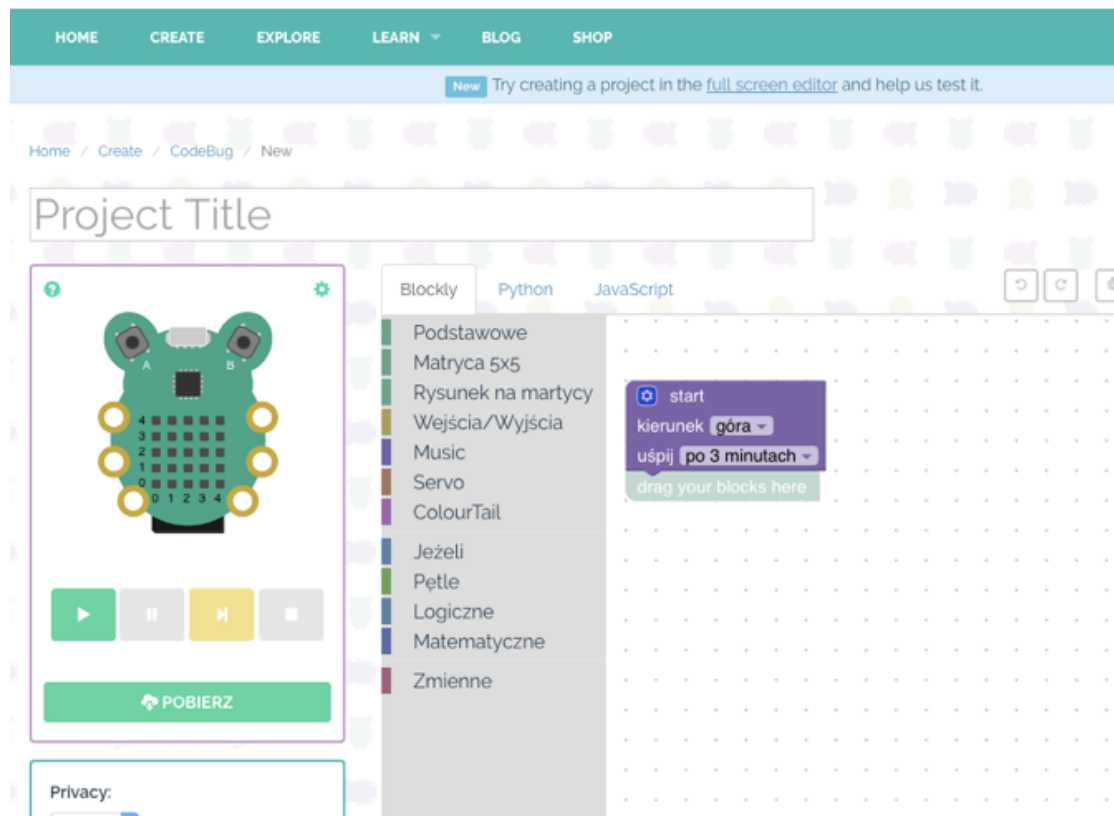 HOME CREATE EXPLORE LEARN BLOG SHOP
New Try creating a project in the full screen editor and help us test it.
Home / Create / CodeBug / New
Project Title
A B
4
3
2
1
0
0 1 2 3 4
POBIERZ
Privacy:
Blockly Python JavaScript
Podstawowe
Matryca 5x5
Rysunek na martycy
Wejścia/Wyjścia
Music
Servo
ColourTail
Jeżeli
Pętle
Logiczne
Matematyczne
Zmienne
start
kierunek góra
uśpij po 3 minutach
drag your blocks here